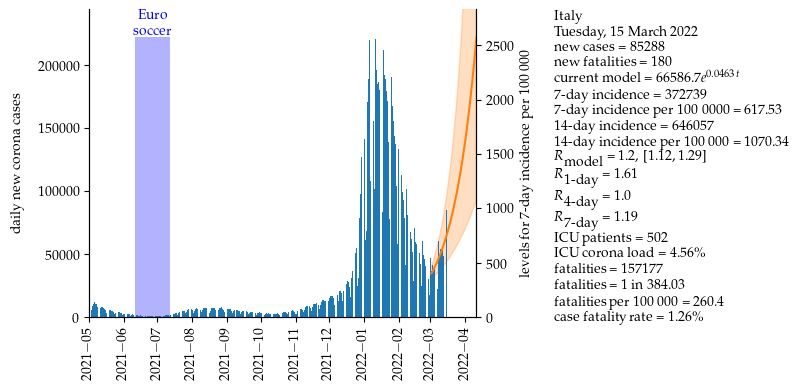 Euro
soccer
daily new corona cases
200000
150000
100000
50000
0
2021−05
2021−06
2021−07
2021−08
2021−09
2021−10
2021−11
2021−12
2022−01
2022−02
2022−03
2022−04
2500
2000
1500
1000
500
0
levels for 7-day incidence per 100 000
Italy
Tuesday, 15 March 2022
new cases = 85288
new fatalities = 180
current model = 66586.7e^0.0463 t
7-day incidence = 372739
7-day incidence per 100 0000 = 617.53
14-day incidence = 646057
14-day incidence per 100 000 = 1070.34
R_model = 1.2, [1.12, 1.29]
R_1-day = 1.61
R_4-day = 1.0
R_7-day = 1.19
ICU patients = 502
ICU corona load = 4.56%
fatalities = 157177
fatalities = 1 in 384.03
fatalities per 100 000 = 260.4
case fatality rate = 1.26%